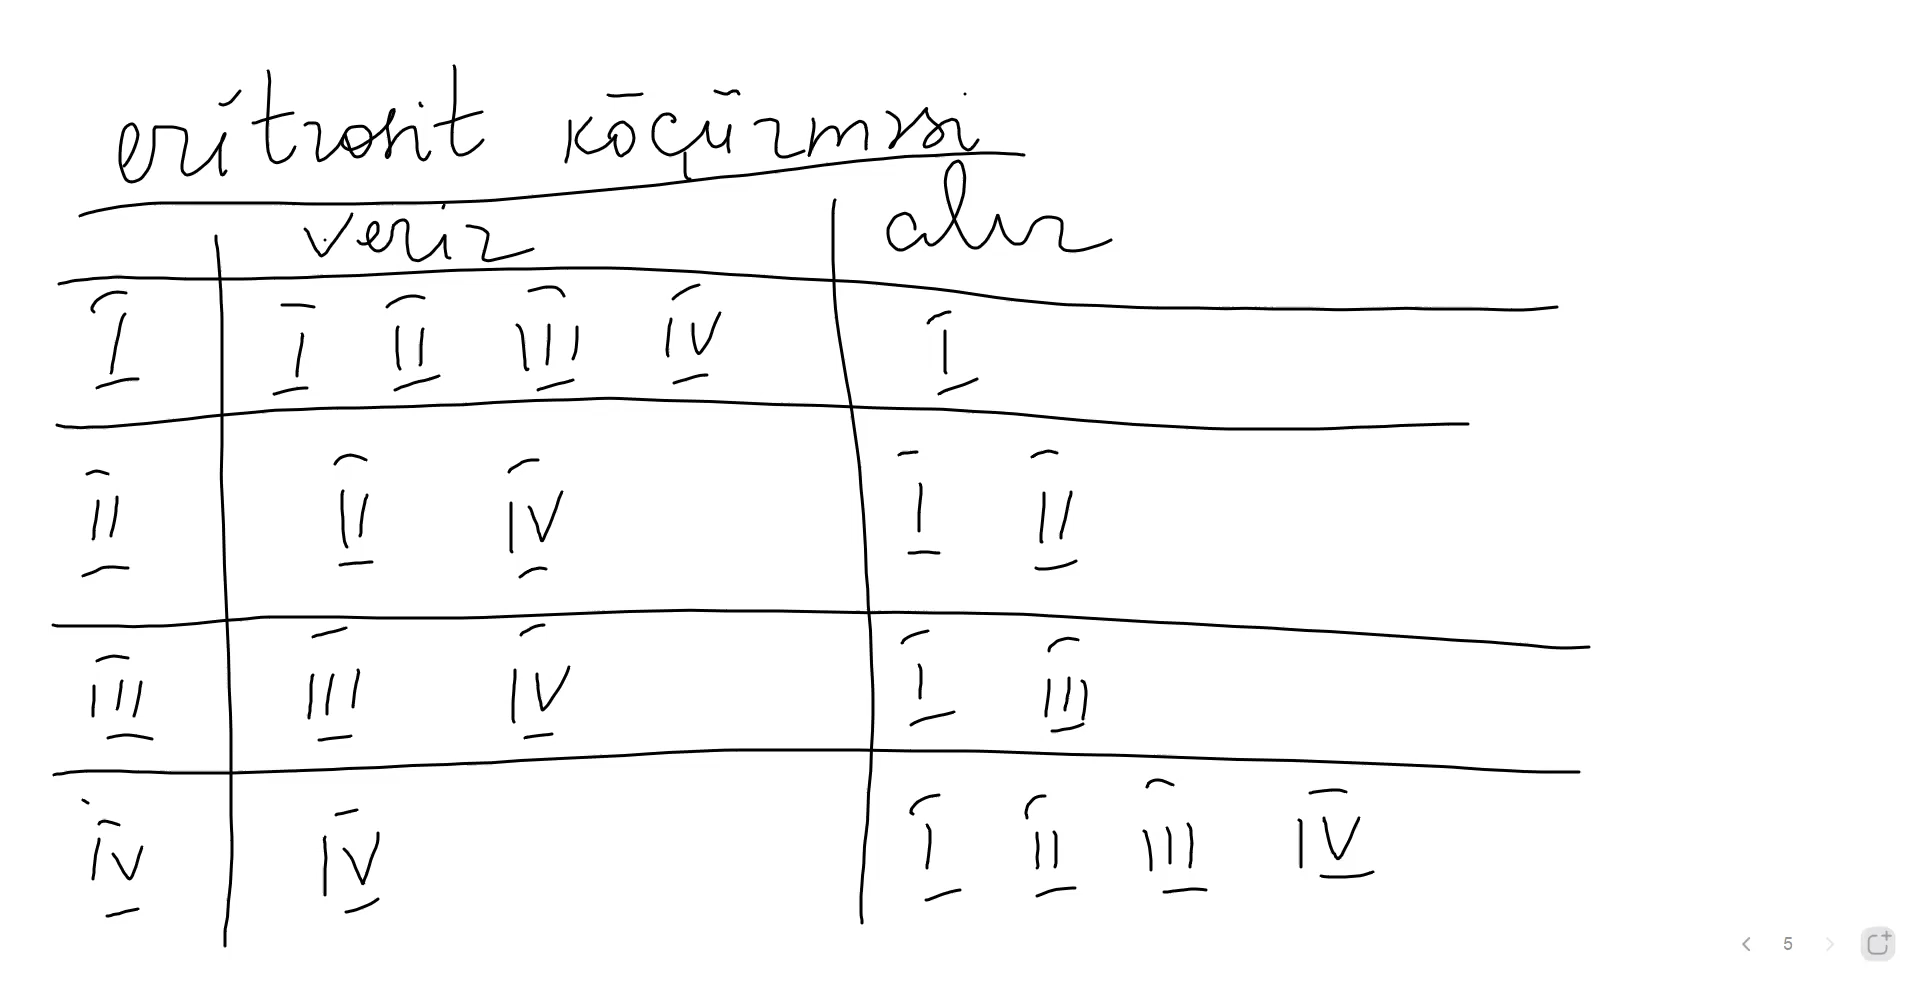 eritrosit köçürməsi
verir alır
I I II III IV I
II II IV I II
III III IV I III
IV IV I II III IV
5